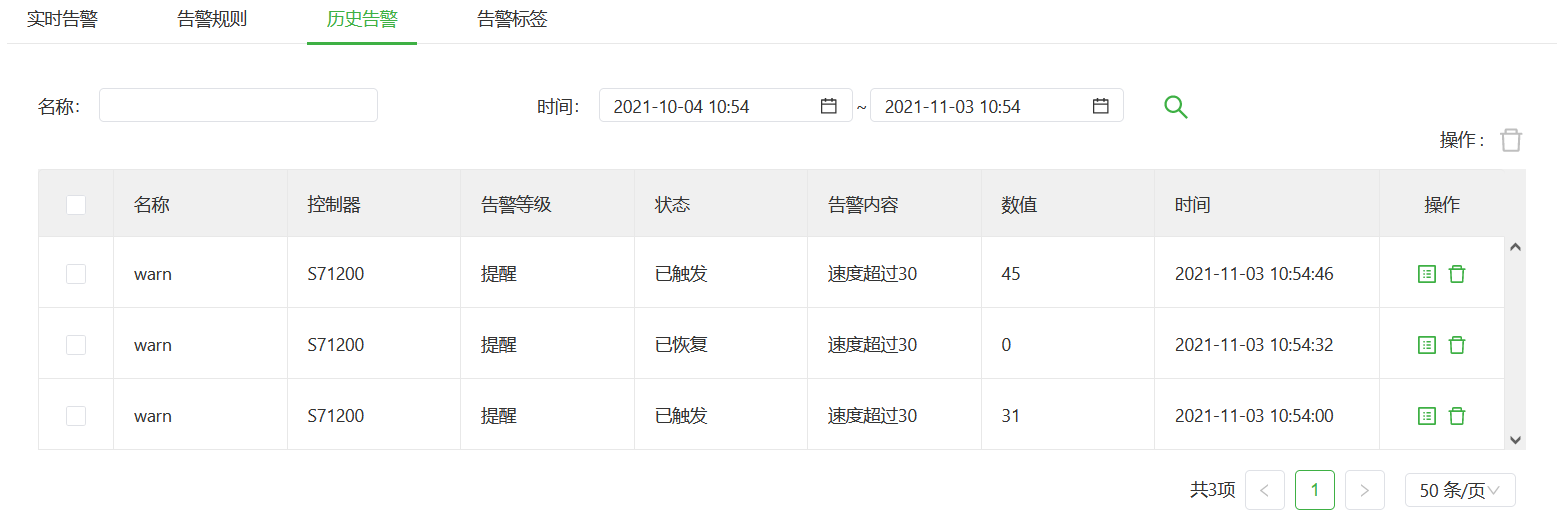 实时告警 告警规则 历史告警 告警标签
名称： 时间： 2021-10-04 10:54 ~ 2021-11-03 10:54
操作：
名称 控制器 告警等级 状态 告警内容 数值 时间 操作
warn S71200 提醒 已触发 速度超过30 45 2021-11-03 10:54:46
warn S71200 提醒 已恢复 速度超过30 0 2021-11-03 10:54:32
warn S71200 提醒 已触发 速度超过30 31 2021-11-03 10:54:00
共3项 < 1 > 50 条/页